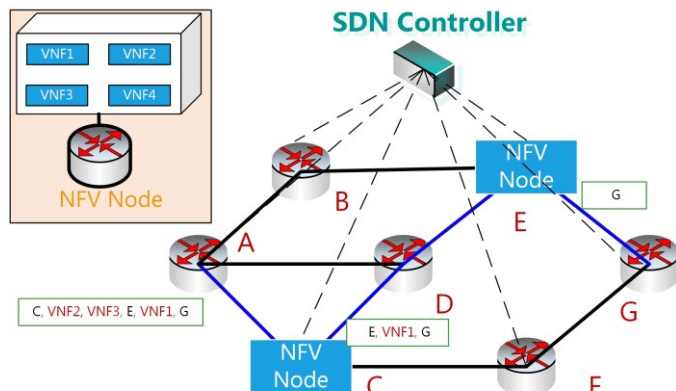 SDN Controller
VNF1 VNF2
VNF3 VNF4
NFV Node
B
NFV
Node
E
G
A
D
G
C, VNF2, VNF3, E, VNF1, G
E, VNF1, G
NFV
Node
C
F